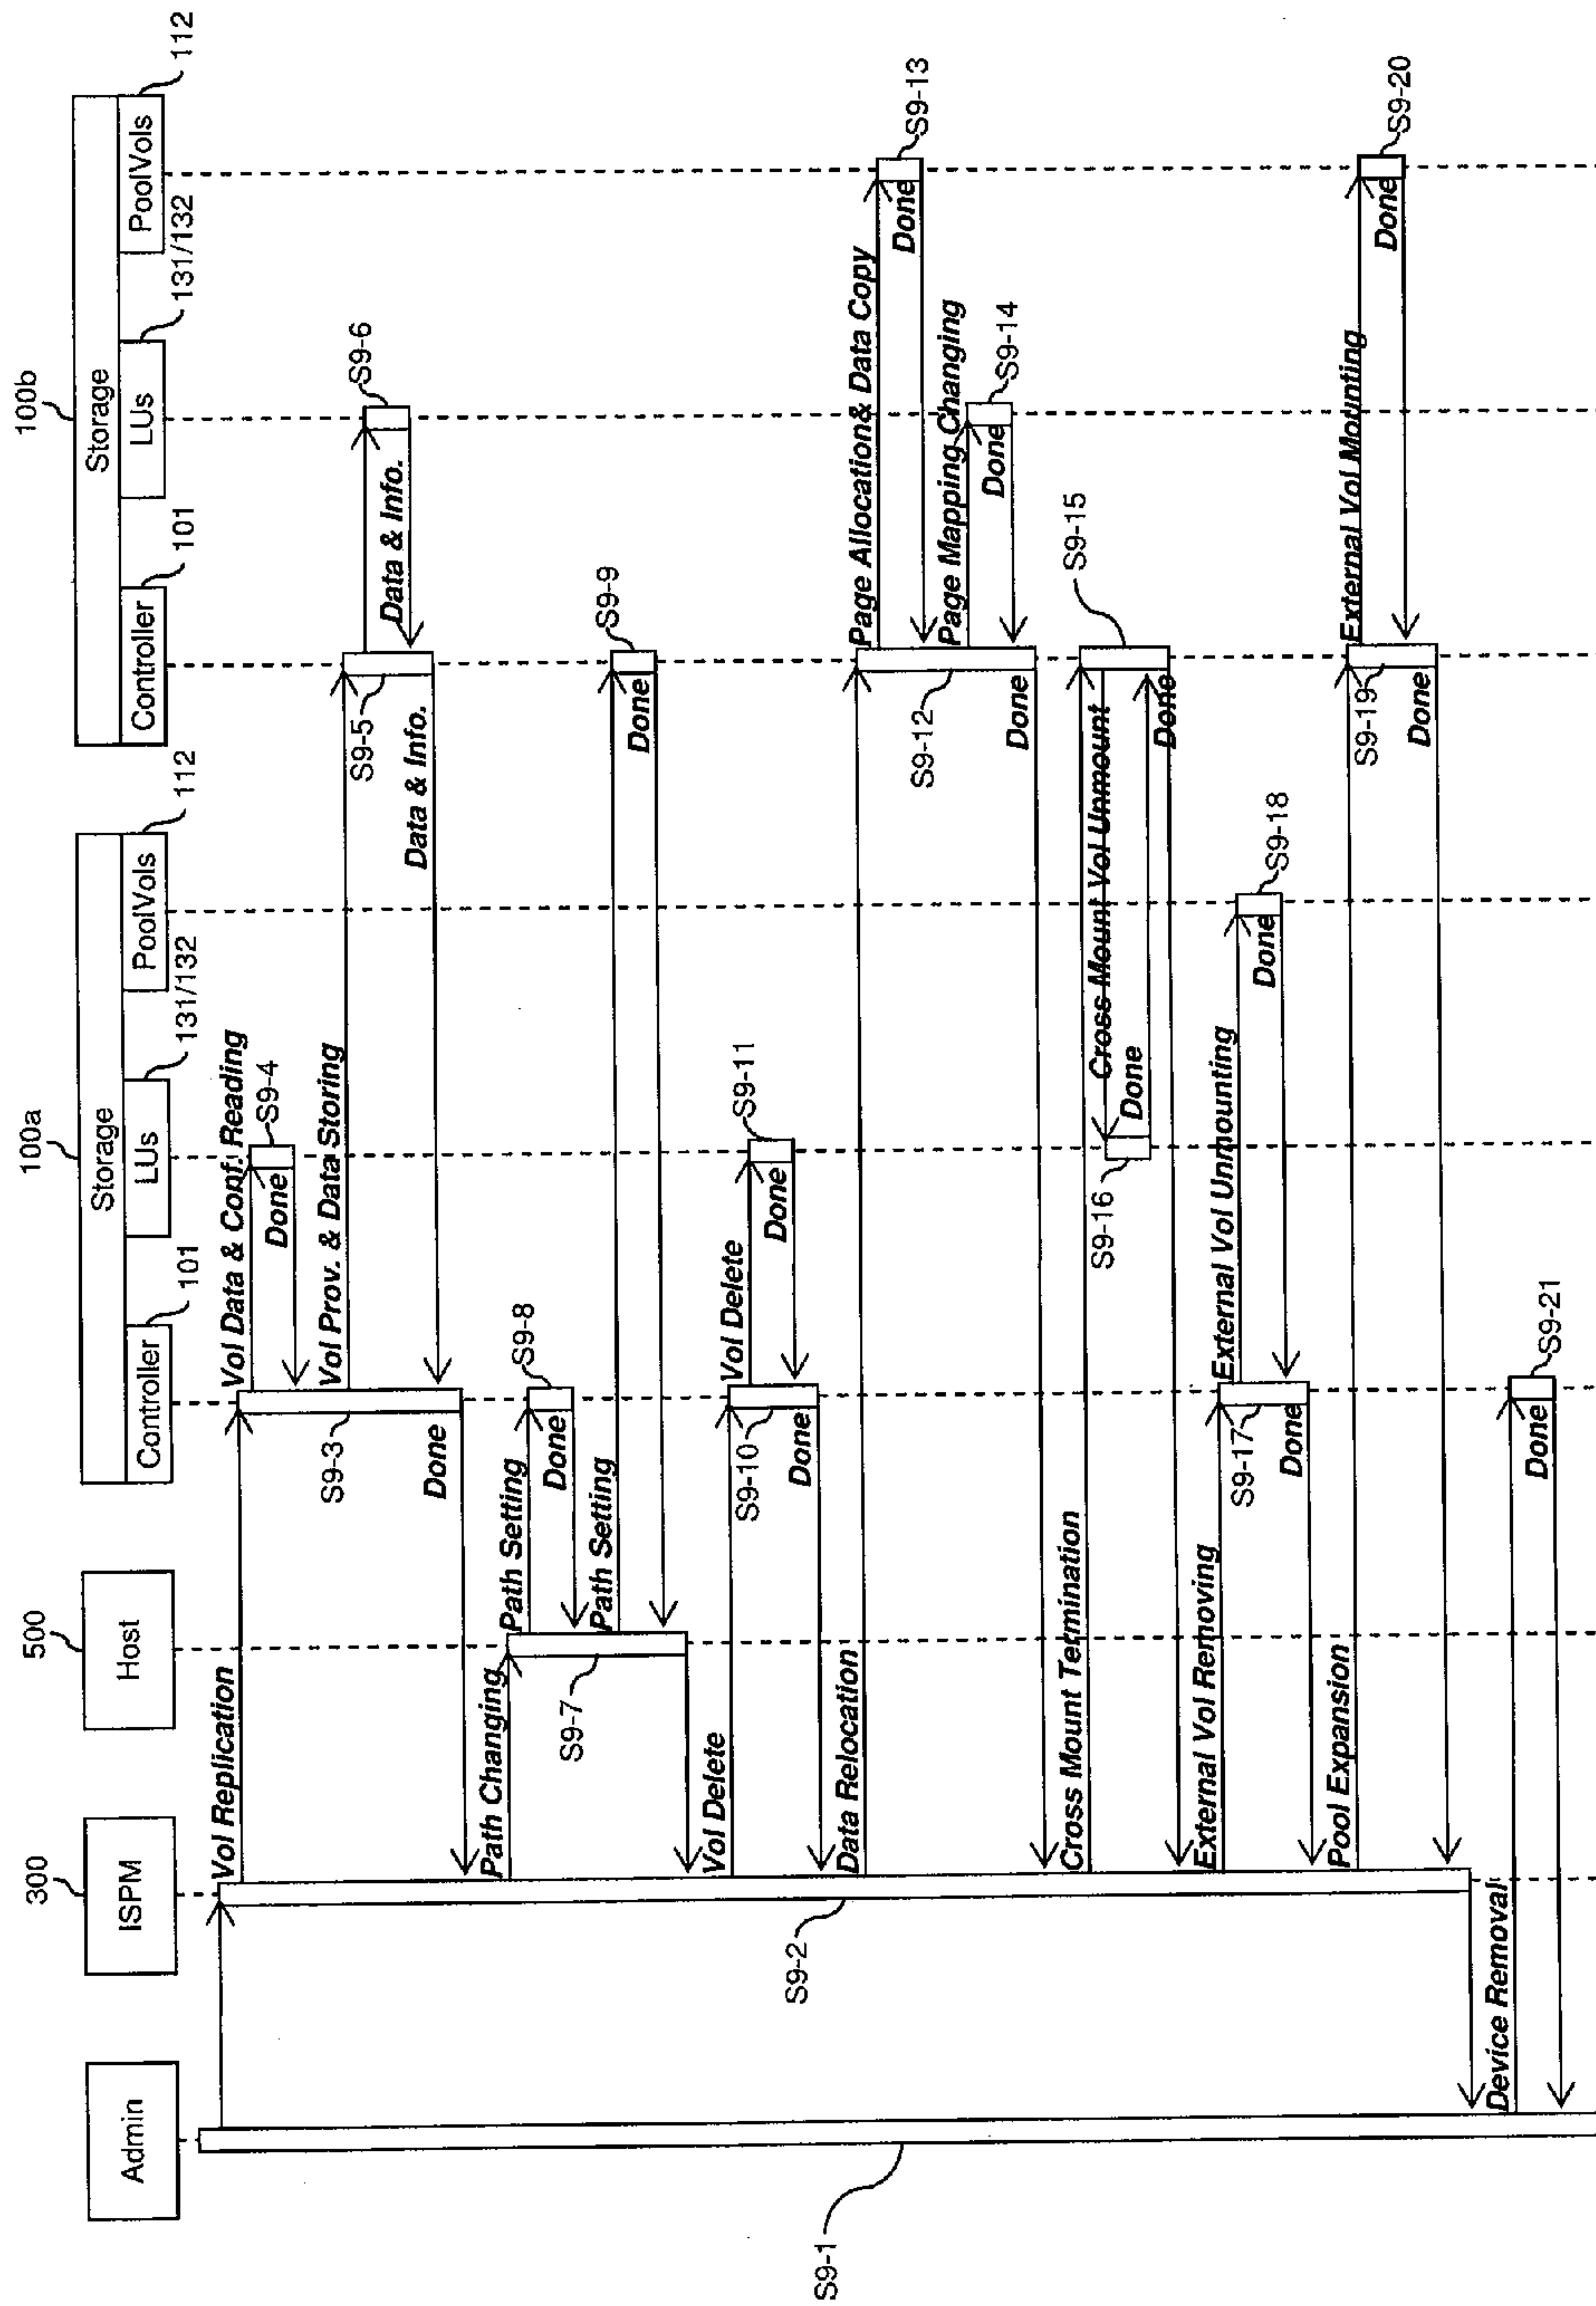 100a
100b
300
500
Storage
Storage
Admin
ISPM
Host
Controller
LUs
PoolVols
Controller
LUs
PoolVols
101
131/132
112
101
131/132
112
S9-1
S9-2
Vol Replication
S9-3
Vol Data & Conf. Reading
S9-4
Done
Vol Prov. & Data Storing
S9-5
S9-6
Data & Info.
Data & Info.
Done
Path Changing
S9-7
Path Setting
S9-8
Done
Path Setting
S9-9
Done
Vol Delete
S9-10
Vol Delete
S9-11
Done
Done
Data Relocation
S9-12
Page Allocation& Data Copy
S9-13
Done
Page Mapping Changing
S9-14
Done
Done
Cross Mount Termination
S9-15
Cross Mount Vol Unmount
S9-16
Done
Done
External Vol Removing
S9-17
External Vol Unmounting
S9-18
Done
Done
Pool Expansion
S9-19
External Vol Mounting
S9-20
Done
Done
Device Removal
S9-21
Done